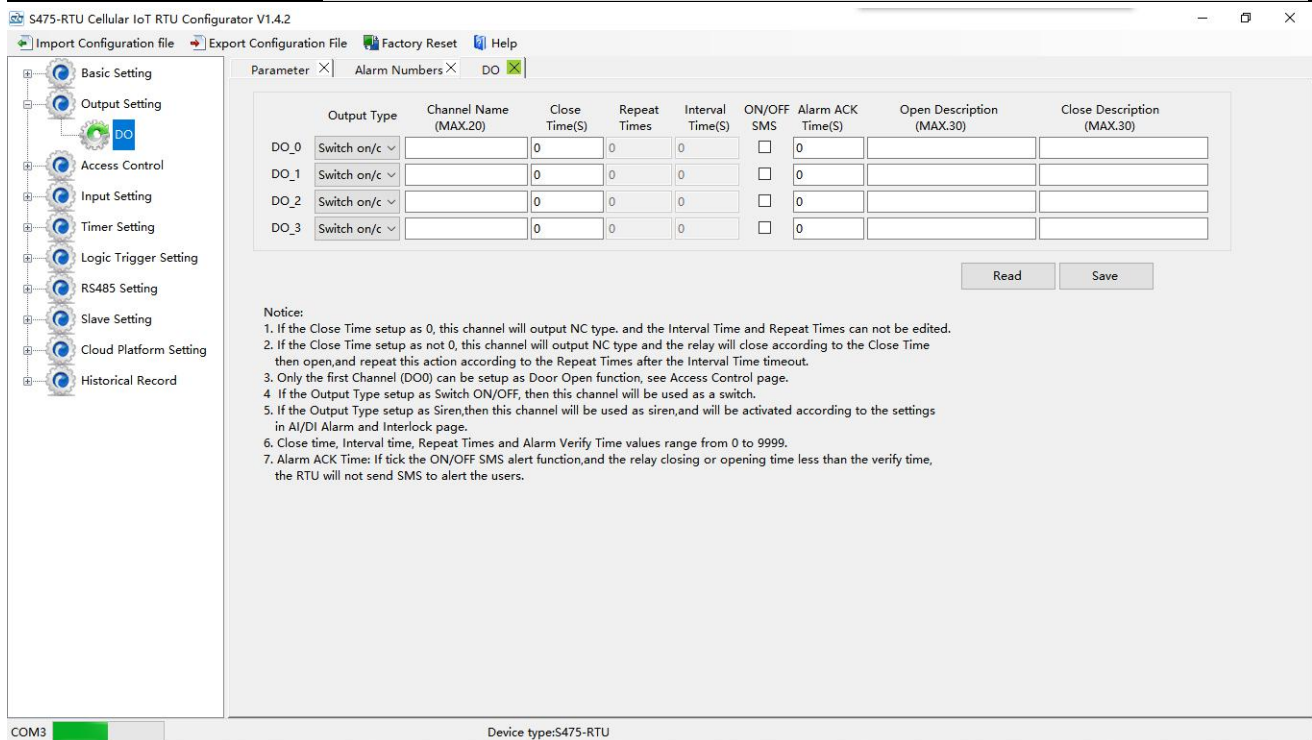 S475-RTU Cellular IoT RTU Configurator V1.4.2
Import Configuration file Export Configuration File Factory Reset Help
Basic Setting
Output Setting
DO
Access Control
Input Setting
Timer Setting
Logic Trigger Setting
RS485 Setting
Slave Setting
Cloud Platform Setting
Historical Record
Parameter Alarm Numbers DO
Output Type Channel Name (MAX.20) Close Time(S) Repeat Times Interval Time(S) ON/OFF SMS Alarm ACK Time(S) Open Description (MAX.30) Close Description (MAX.30)
DO_0 Switch on/c 0 0 0 0
DO_1 Switch on/c 0 0 0 0
DO_2 Switch on/c 0 0 0 0
DO_3 Switch on/c 0 0 0 0
Read Save
Notice:
1. If the Close Time setup as 0, this channel will output NC type. and the Interval Time and Repeat Times can not be edited.
2. If the Close Time setup as not 0, this channel will output NC type and the relay will close according to the Close Time
then open,and repeat this action according to the Repeat Times after the Interval Time timeout.
3. Only the first Channel (DO0) can be setup as Door Open function, see Access Control page.
4 If the Output Type setup as Switch ON/OFF, then this channel will be used as a switch.
5. If the Output Type setup as Siren,then this channel will be used as siren,and will be activated according to the settings
in AI/DI Alarm and Interlock page.
6. Close time, Interval time, Repeat Times and Alarm Verify Time values range from 0 to 9999.
7. Alarm ACK Time: If tick the ON/OFF SMS alert function,and the relay closing or opening time less than the verify time,
the RTU will not send SMS to alert the users.
COM3 Device type:S475-RTU